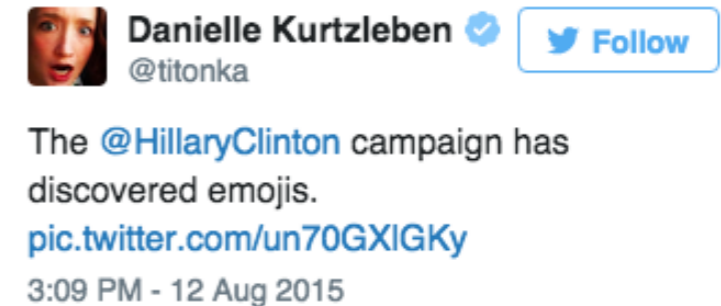 Danielle Kurtzleben
Follow
@titonka
The @HillaryClinton campaign has
discovered emojis.
pic.twitter.com/un70GXlGKy
3:09 PM - 12 Aug 2015